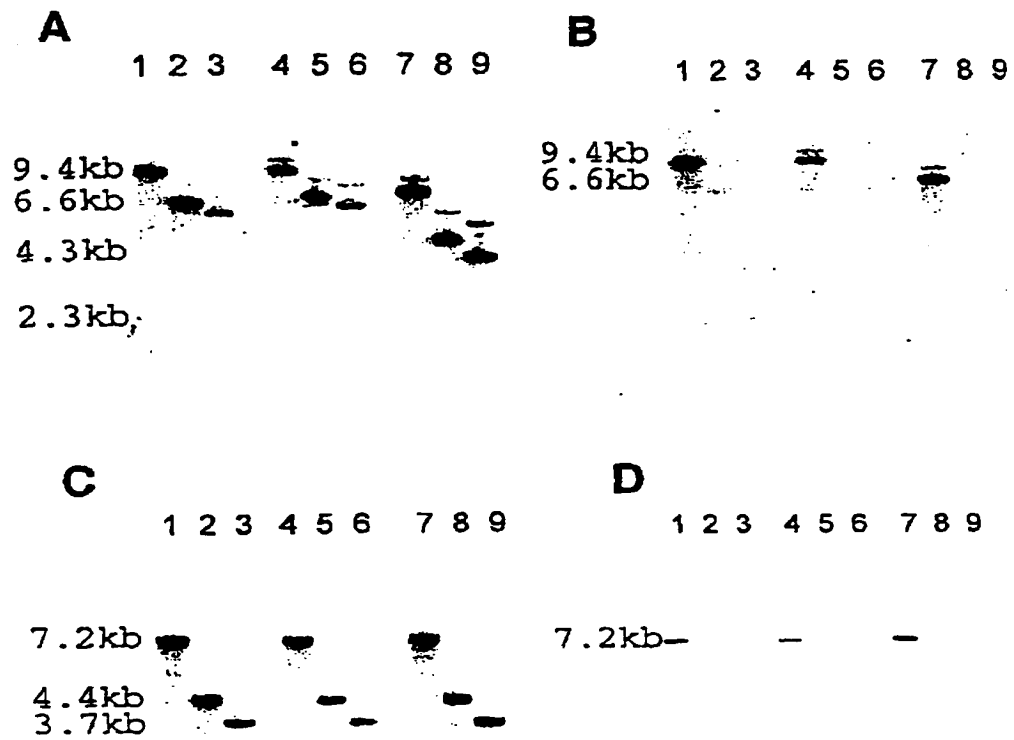 A
1 2 3 4 5 6 7 8 9
9.4kb
6.6kb
4.3kb
2.3kb
B
1 2 3 4 5 6 7 8 9
9.4kb
6.6kb
C
1 2 3 4 5 6 7 8 9
7.2kb
4.4kb
3.7kb
D
1 2 3 4 5 6 7 8 9
7.2kb